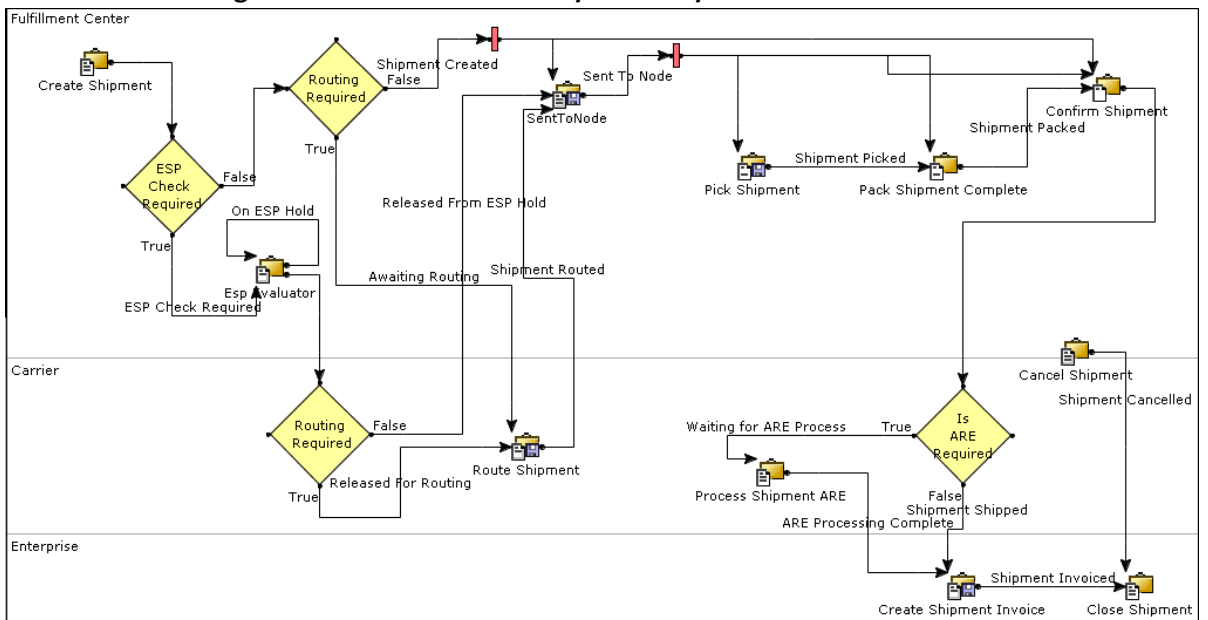 Fulfillment Center
Create Shipment
Routing
Required
False
Shipment Created
Sent To Node
SentToNode
Confirm Shipment
Shipment Packed
True
ESP
Check
Required
False
Shipment Picked
Pick Shipment
Pack Shipment Complete
Released From ESP Hold
On ESP Hold
True
Esp Evaluator
ESP Check Required
Awaiting Routing
Shipment Routed
Carrier
Cancel Shipment
Shipment Cancelled
Routing
Required
False
Route Shipment
Released For Routing
True
Waiting for ARE Process
True
Is
ARE
Required
Process Shipment ARE
False
Shipment Shipped
ARE Processing Complete
Enterprise
Shipment Invoiced
Create Shipment Invoice
Close Shipment